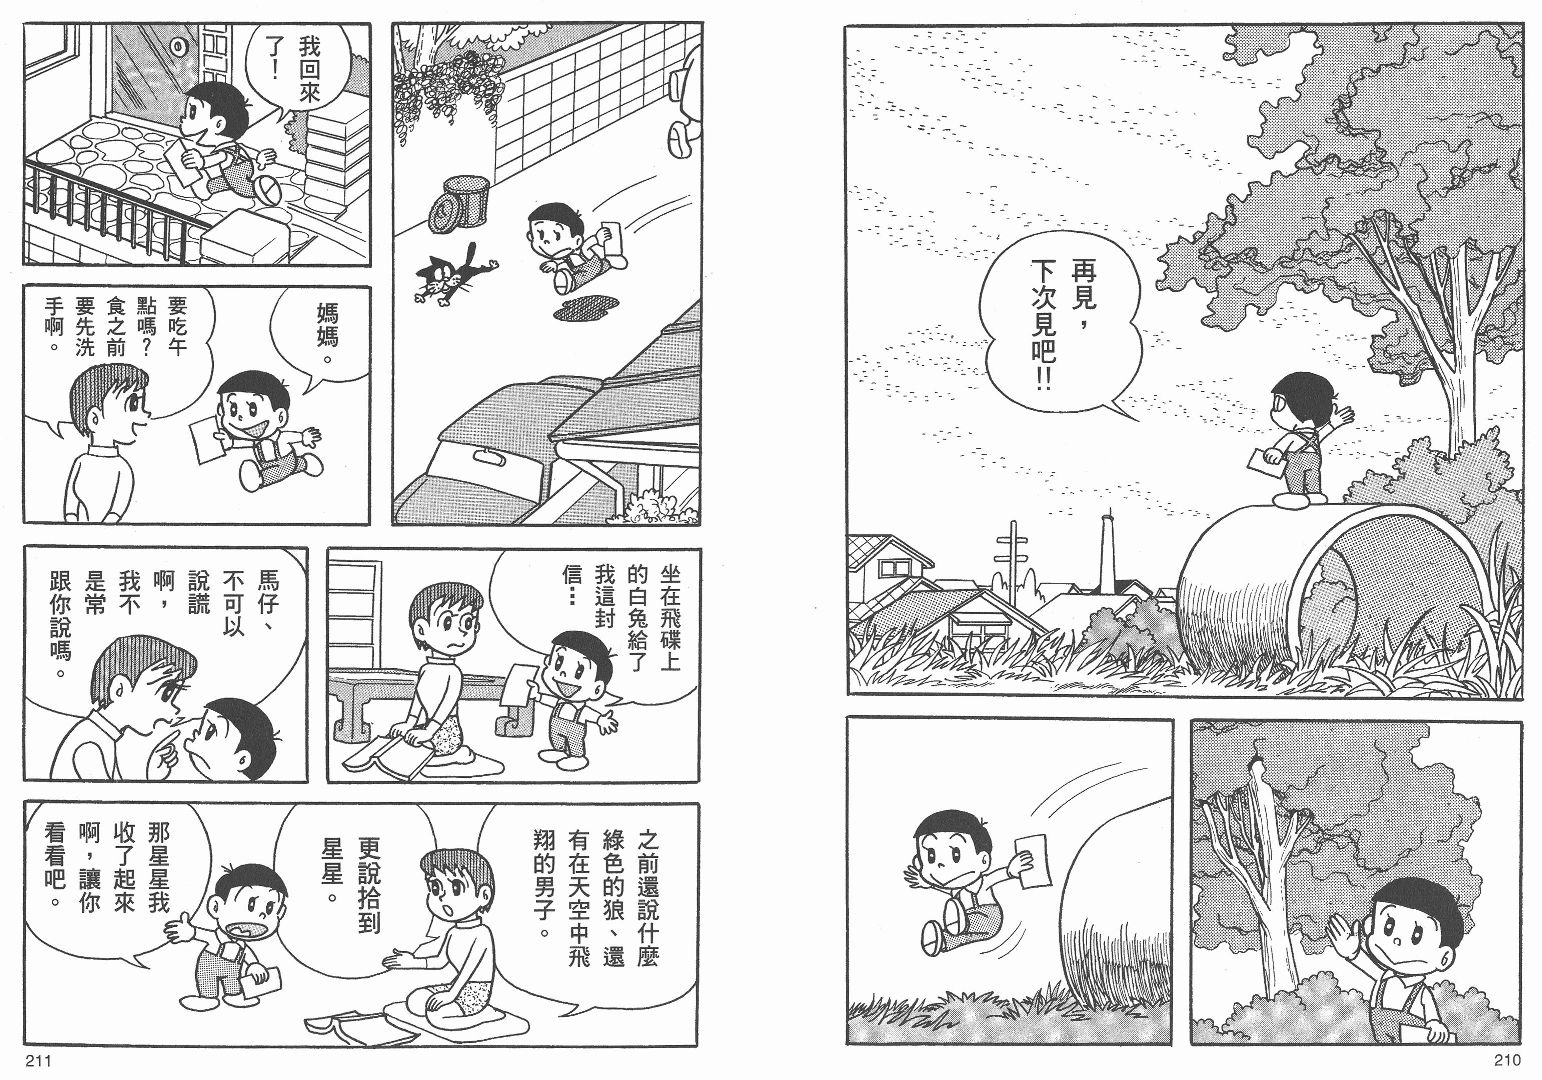 再見，
下次見吧!!
210
我回來
了！
媽媽。
要吃午
點嗎？
食之前
要先洗
手啊。
坐在飛碟上
的白兔給了
我這封
信…
馬仔、
不可以
說謊
啊，
我不
是常
跟你說嗎。
之前還說什麼
綠色的狼、還
有在天空中飛
翔的男子。
更說拾到
星星。
那星星我
收了起來
啊，讓你
看看吧。
211